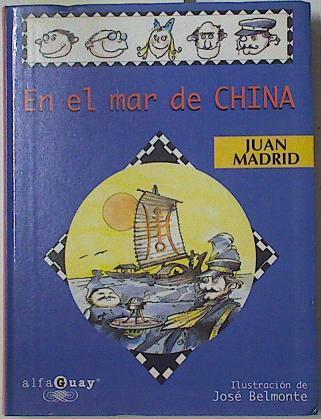 En el mar de CHINA
JUAN
MADRID
alfaGuay
Ilustración de
José Belmonte